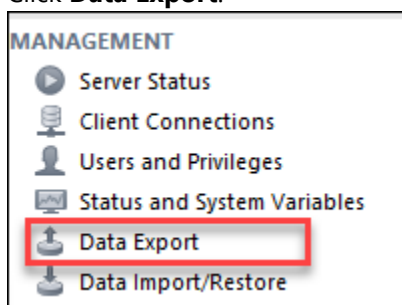 Click Data Export.
MANAGEMENT
Server Status
Client Connections
Users and Privileges
Status and System Variables
Data Export
Data Import/Restore